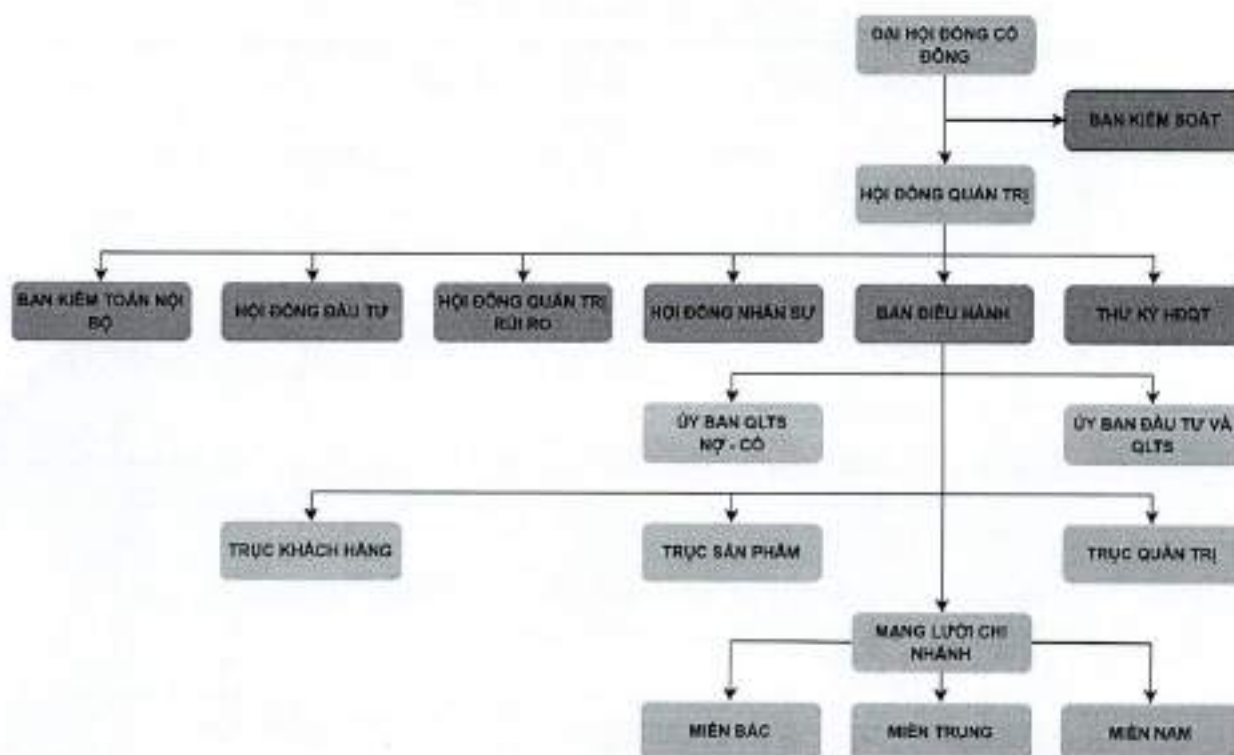 ĐẠI HỘI ĐỒNG CỔ
ĐÔNG
BAN KIỂM SOÁT
HỘI ĐỒNG QUẢN TRỊ
BAN KIỂM TOÁN NỘI
BỘ
HỘI ĐỒNG ĐẦU TƯ
HỘI ĐỒNG QUẢN TRỊ
RỦI RO
HỘI ĐỒNG NHÂN SỰ
BAN ĐIỀU HÀNH
THƯ KÝ HĐQT
ỦY BAN QLTS
NỢ - CÓ
ỦY BAN ĐẦU TƯ VÀ
QLTS
TRỤC KHÁCH HÀNG
TRỤC SẢN PHẨM
TRỤC QUẢN TRỊ
MẠNG LƯỚI CHI
NHÁNH
MIỀN BẮC
MIỀN TRUNG
MIỀN NAM